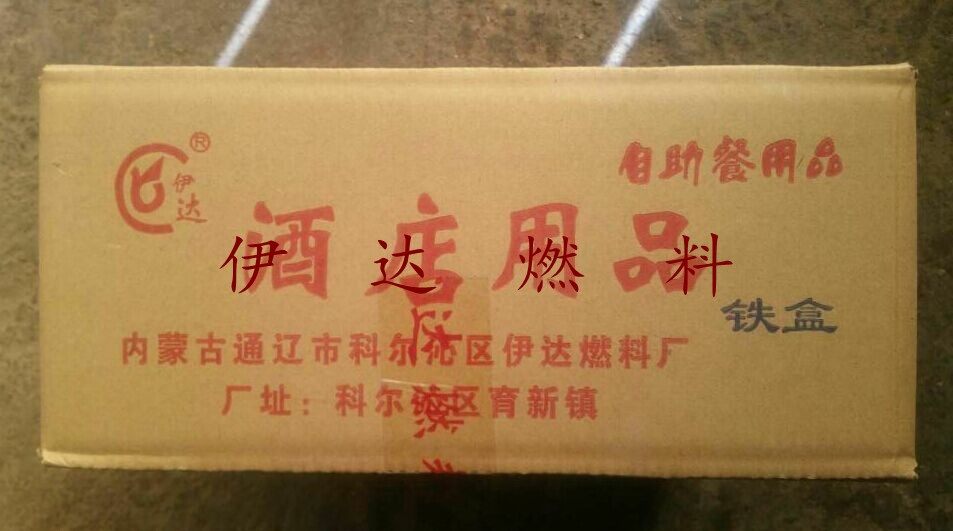 ®
伊达
自助餐用品
酒店用品
伊达燃料
铁盒
内蒙古通辽市科尔沁区伊达燃料厂
厂址：科尔沁区育新镇
达
燃